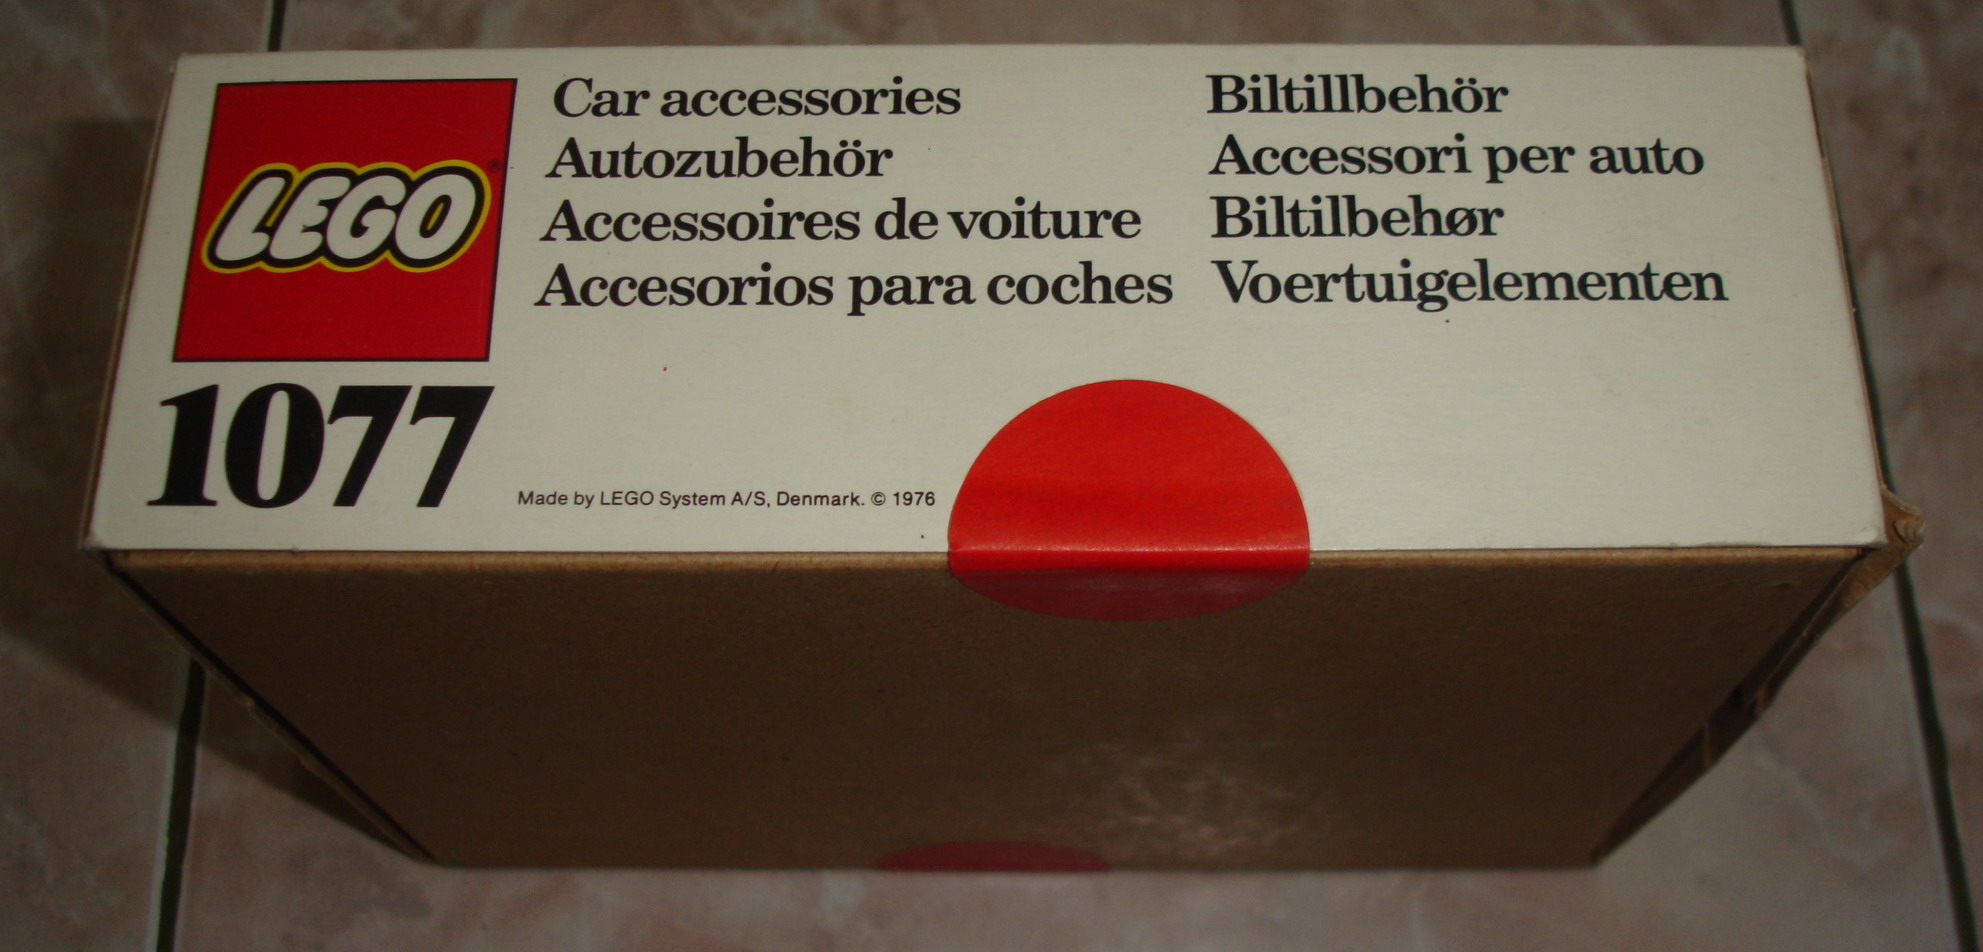 LEGO®
1077
Car accessories
Autozubehör
Accessoires de voiture
Accesorios para coches
Biltillbehör
Accessori per auto
Biltilbehør
Voertuigelementen
Made by LEGO System A/S, Denmark. © 1976